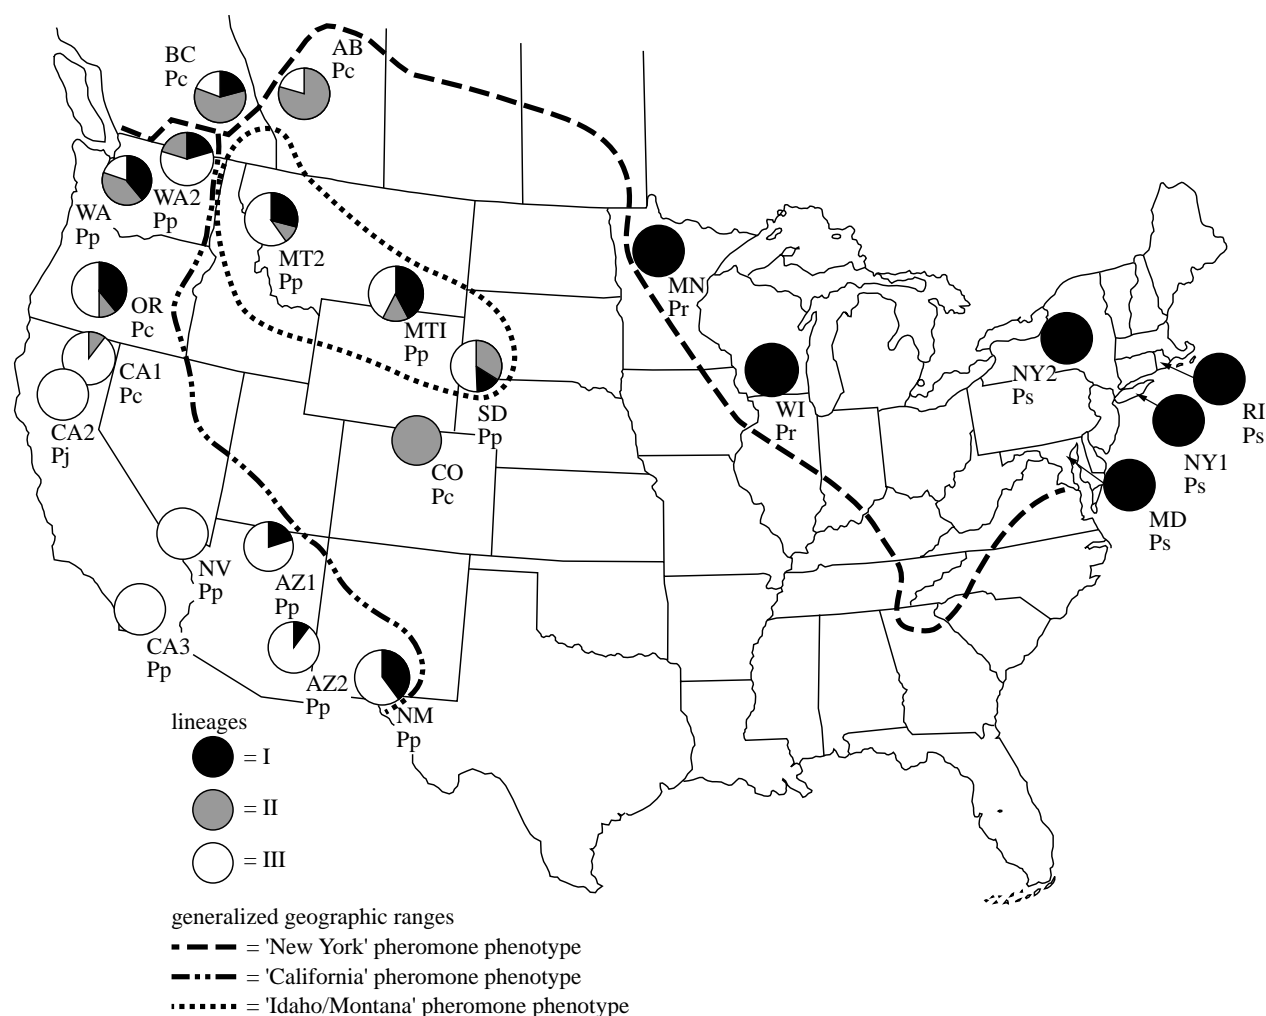 BC
Pc
AB
Pc
WA
Pp
WA2
Pp
MT2
Pp
MN
Pr
OR
Pc
MTI
Pp
CA1
Pc
CA2
Pj
SD
Pp
WI
Pr
NY2
Ps
RI
Ps
CO
Pc
NY1
Ps
MD
Ps
NV
Pp
AZ1
Pp
CA3
Pp
AZ2
Pp
NM
Pp
lineages
= I
= II
= III
generalized geographic ranges
= 'New York' pheromone phenotype
= 'California' pheromone phenotype
= 'Idaho/Montana' pheromone phenotype